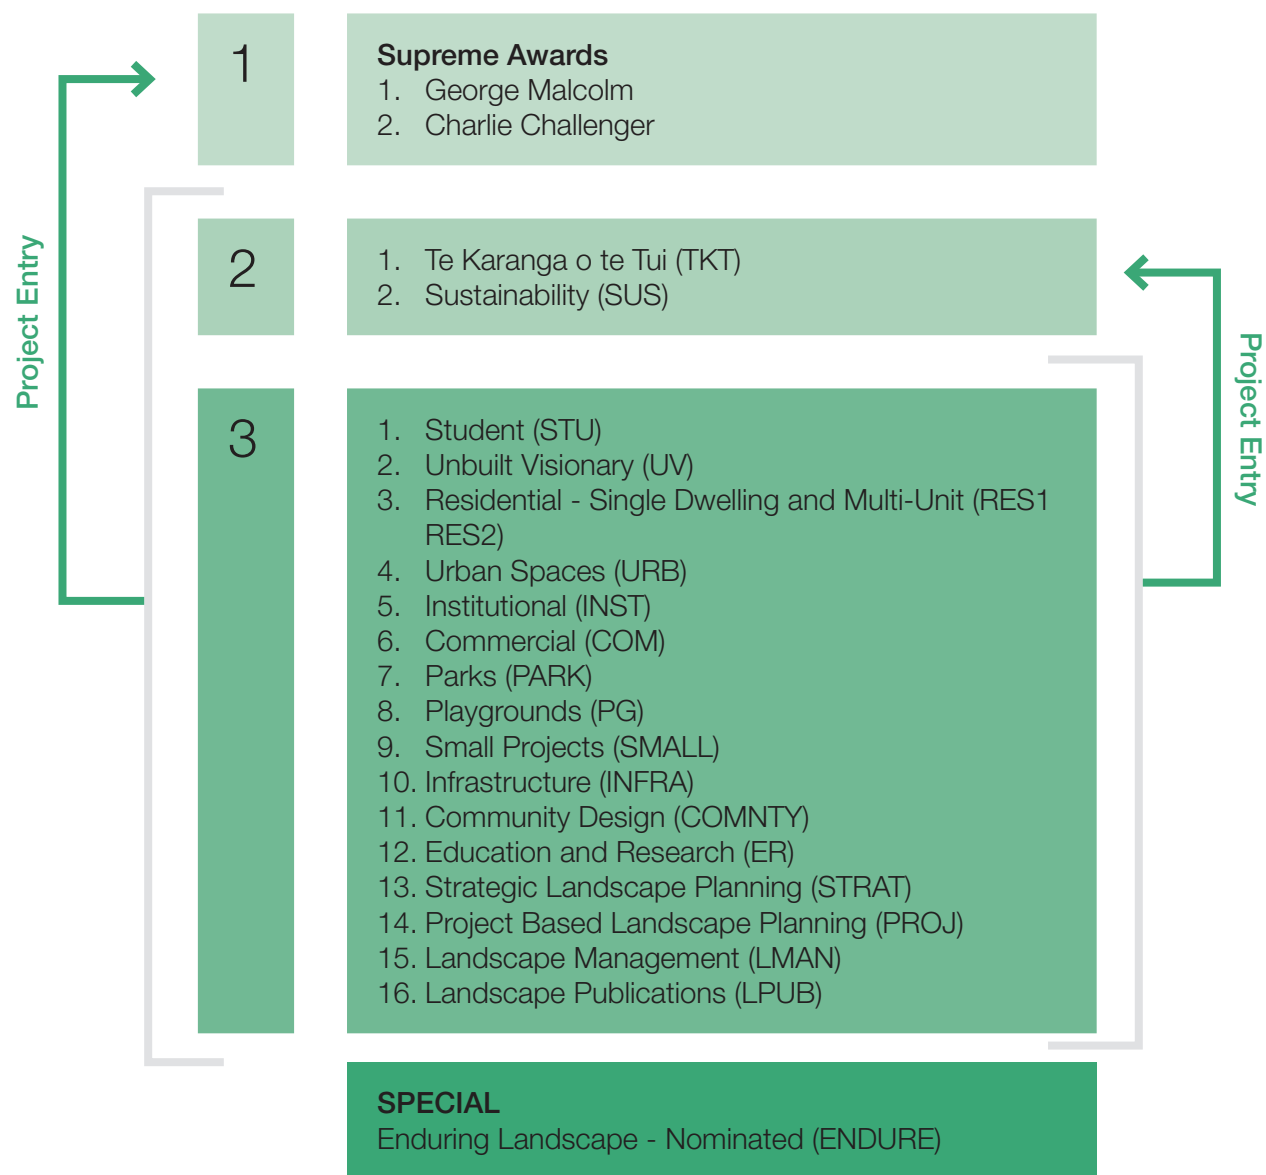 1
Supreme Awards
1. George Malcolm
2. Charlie Challenger
Project Entry
2
1. Te Karanga o te Tui (TKT)
2. Sustainability (SUS)
Project Entry
3
1. Student (STU)
2. Unbuilt Visionary (UV)
3. Residential - Single Dwelling and Multi-Unit (RES1
RES2)
4. Urban Spaces (URB)
5. Institutional (INST)
6. Commercial (COM)
7. Parks (PARK)
8. Playgrounds (PG)
9. Small Projects (SMALL)
10. Infrastructure (INFRA)
11. Community Design (COMNTY)
12. Education and Research (ER)
13. Strategic Landscape Planning (STRAT)
14. Project Based Landscape Planning (PROJ)
15. Landscape Management (LMAN)
16. Landscape Publications (LPUB)
SPECIAL
Enduring Landscape - Nominated (ENDURE)